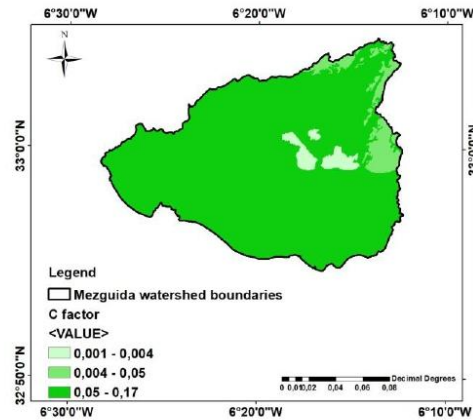 6°30'0"W 6°20'0"W 6°10'0"W
N
33°0'0"N 33°0'0"N
Legend
Mezguida watershed boundaries
C factor
<VALUE>
0,001 - 0,004
0,004 - 0,05
0,05 - 0,17
Decimal Degrees
0 0,01 0,02 0,04 0,06 0,08
32°50'0"N
6°30'0"W 6°20'0"W 6°10'0"W